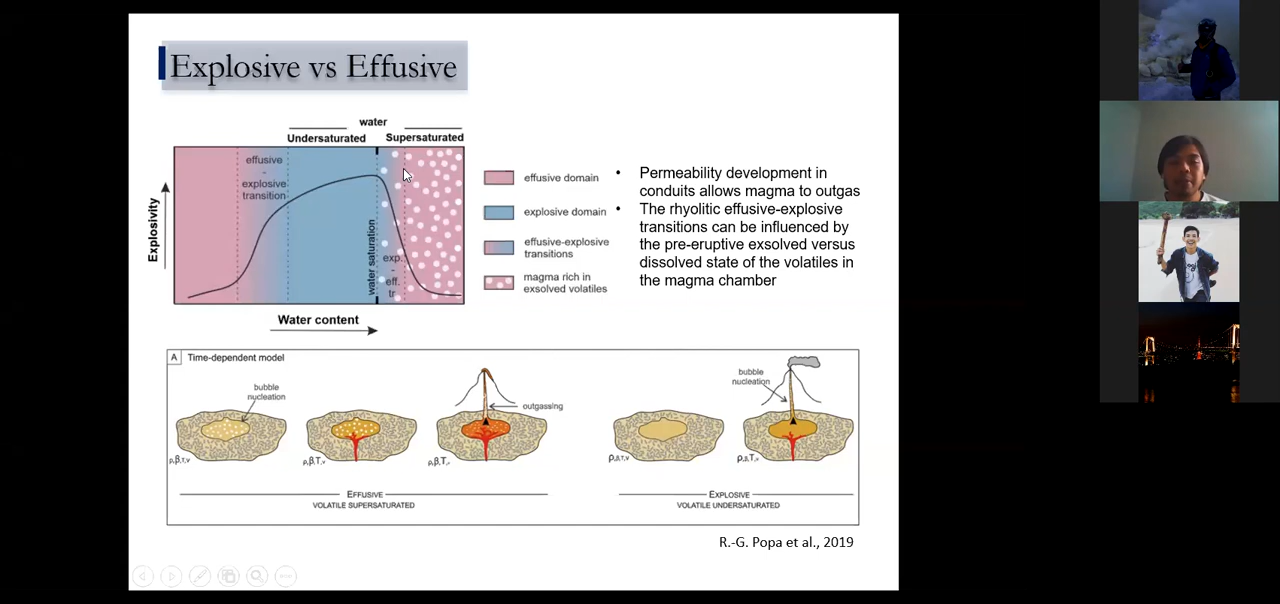 Explosive vs Effusive
water
Undersaturated
Supersaturated
effusive
-
explosive
transition
Explosivity
water saturation
exp.
-
eff.
tr
Water content
effusive domain
explosive domain
effusive-explosive
transitions
magma rich in
exsolved volatiles
• Permeability development in
conduits allows magma to outgas
• The rhyolitic effusive-explosive
transitions can be influenced by
the pre-eruptive exsolved versus
dissolved state of the volatiles in
the magma chamber
A Time-dependent model
bubble
nucleation
outgassing
bubble
nucleation
ρ,β,T,v
ρ,β,T,v
ρ,β,T,
ρ,β,T,v
ρ,β,T,v
EFFUSIVE
VOLATILE SUPERSATURATED
EXPLOSIVE
VOLATILE UNDERSATURATED
R.-G. Popa et al., 2019